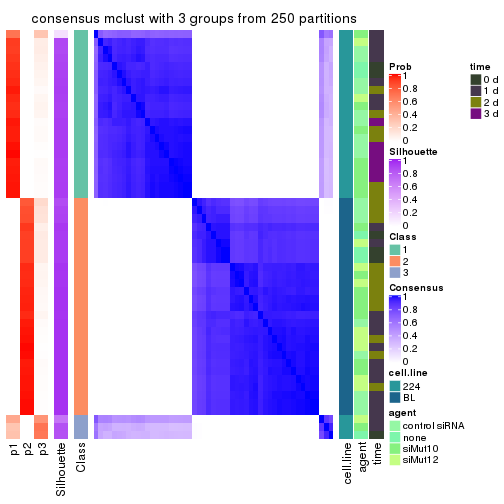 consensus mclust with 3 groups from 250 partitions
Prob
1
0.8
0.6
0.4
0.2
0
time
0 d
1 d
2 d
3 d
Silhouette
1
0.8
0.6
0.4
0.2
0
Class
1
2
3
Consensus
1
0.8
0.6
0.4
0.2
0
cell.line
224
BL
agent
control siRNA
none
siMut10
siMut12
p1
p2
p3
Silhouette
Class
cell.line
agent
time